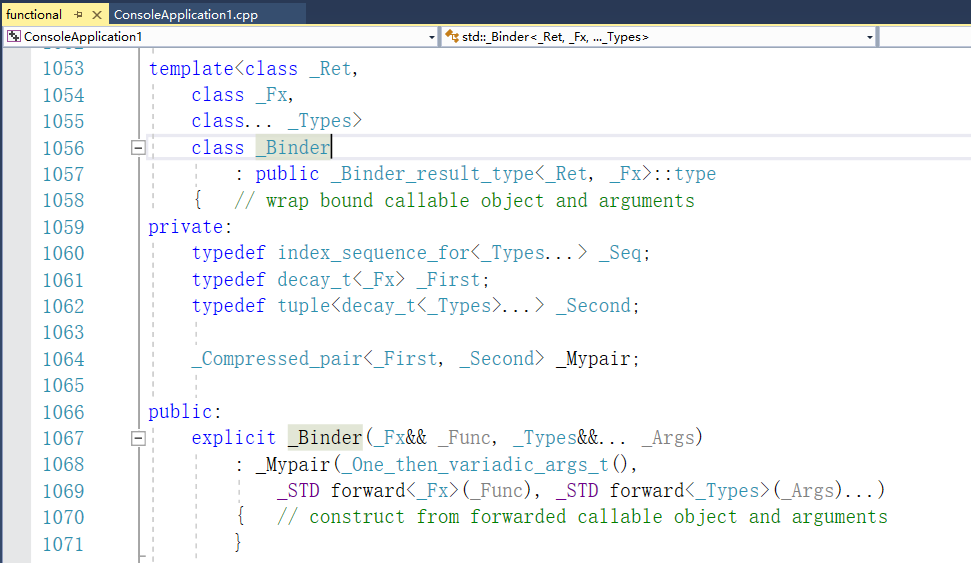 functional
ConsoleApplication1.cpp
ConsoleApplication1
std::_Binder<_Ret, _Fx, ..._Types>
1053 template<class _Ret,
1054 class _Fx,
1055 class... _Types>
1056 class _Binder
1057 : public _Binder_result_type<_Ret, _Fx>::type
1058 { // wrap bound callable object and arguments
1059 private:
1060 typedef index_sequence_for<_Types...> _Seq;
1061 typedef decay_t<_Fx> _First;
1062 typedef tuple<decay_t<_Types>...> _Second;
1063
1064 _Compressed_pair<_First, _Second> _Mypair;
1065
1066 public:
1067 explicit _Binder(_Fx&& _Func, _Types&&... _Args)
1068 : _Mypair(_One_then_variadic_args_t(),
1069 _STD forward<_Fx>(_Func), _STD forward<_Types>(_Args)...)
1070 { // construct from forwarded callable object and arguments
1071 }